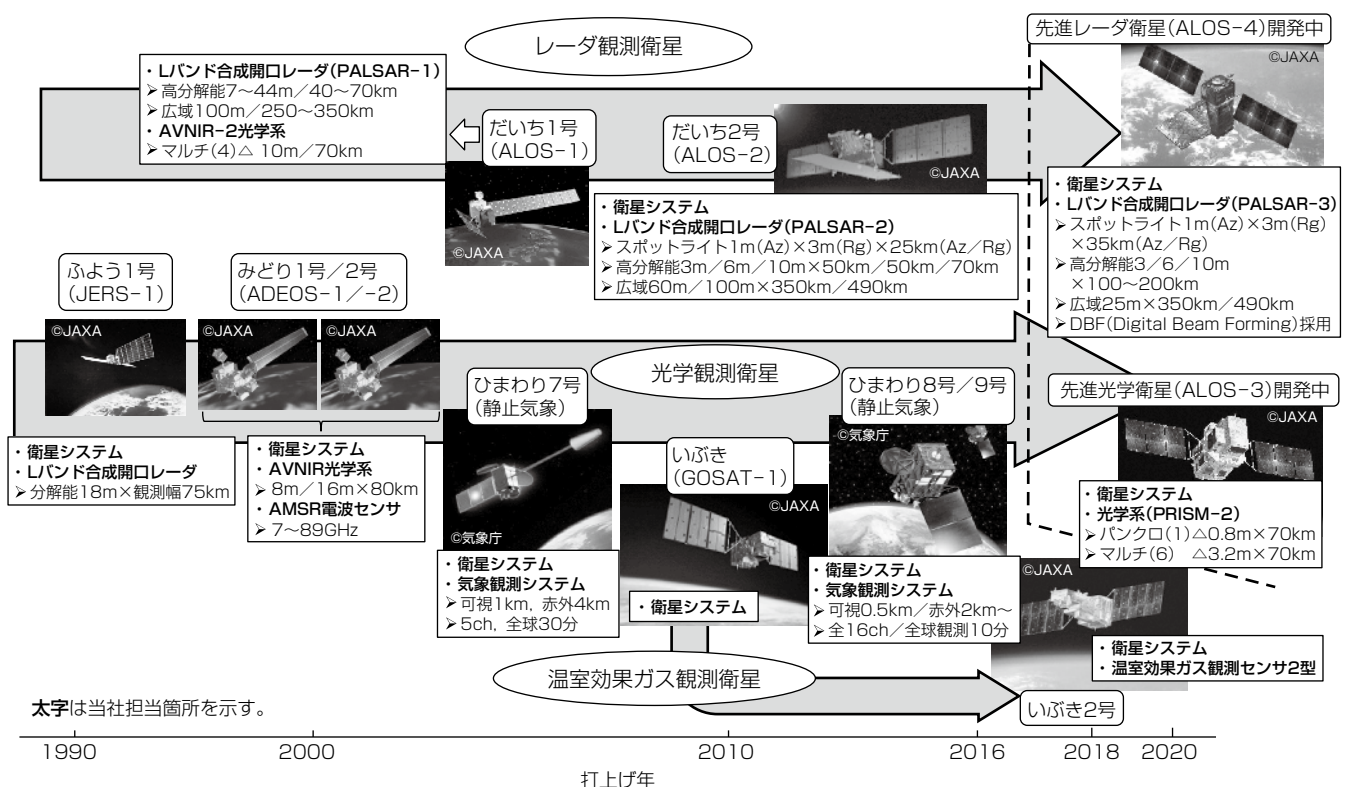 レーダ観測衛星
先進レーダ衛星(ALOS-4)開発中
©JAXA
・Lバンド合成開口レーダ(PALSAR-1)
➢高分解能7～44m／40～70km
➢広域100m／250～350km
・AVNIR-2光学系
➢マルチ(4)△ 10m／70km
だいち1号
(ALOS-1)
©JAXA
だいち2号
(ALOS-2)
©JAXA
・衛星システム
・Lバンド合成開口レーダ(PALSAR-2)
➢スポットライト1m(Az)×3m(Rg)×25km(Az／Rg)
➢高分解能3m／6m／10m×50km／50km／70km
➢広域60m／100m×350km／490km
・衛星システム
・Lバンド合成開口レーダ(PALSAR-3)
➢スポットライト1m(Az)×3m(Rg)
×35km(Az／Rg)
➢高分解能3／6／10m
×100～200km
➢広域25m×350km／490km
➢DBF(Digital Beam Forming)採用
ふよう1号
(JERS-1)
©JAXA
みどり1号／2号
(ADEOS-1／-2)
©JAXA
©JAXA
光学観測衛星
・衛星システム
・Lバンド合成開口レーダ
➢分解能18m×観測幅75km
・衛星システム
・AVNIR光学系
➢8m／16m×80km
・AMSR電波センサ
➢7～89GHz
ひまわり7号
(静止気象)
©気象庁
・衛星システム
・気象観測システム
➢可視1km，赤外4km
➢5ch，全球30分
いぶき
(GOSAT-1)
©JAXA
・衛星システム
ひまわり8号／9号
(静止気象)
©気象庁
・衛星システム
・気象観測システム
➢可視0.5km／赤外2km～
➢全16ch／全球観測10分
先進光学衛星(ALOS-3)開発中
©JAXA
・衛星システム
・光学系(PRISM-2)
➢パンクロ(1)△0.8m×70km
➢マルチ(6) △3.2m×70km
©JAXA
・衛星システム
・温室効果ガス観測センサ2型
温室効果ガス観測衛星
いぶき2号
太字は当社担当箇所を示す。
1990 2000 2010 2016 2018 2020
打上げ年